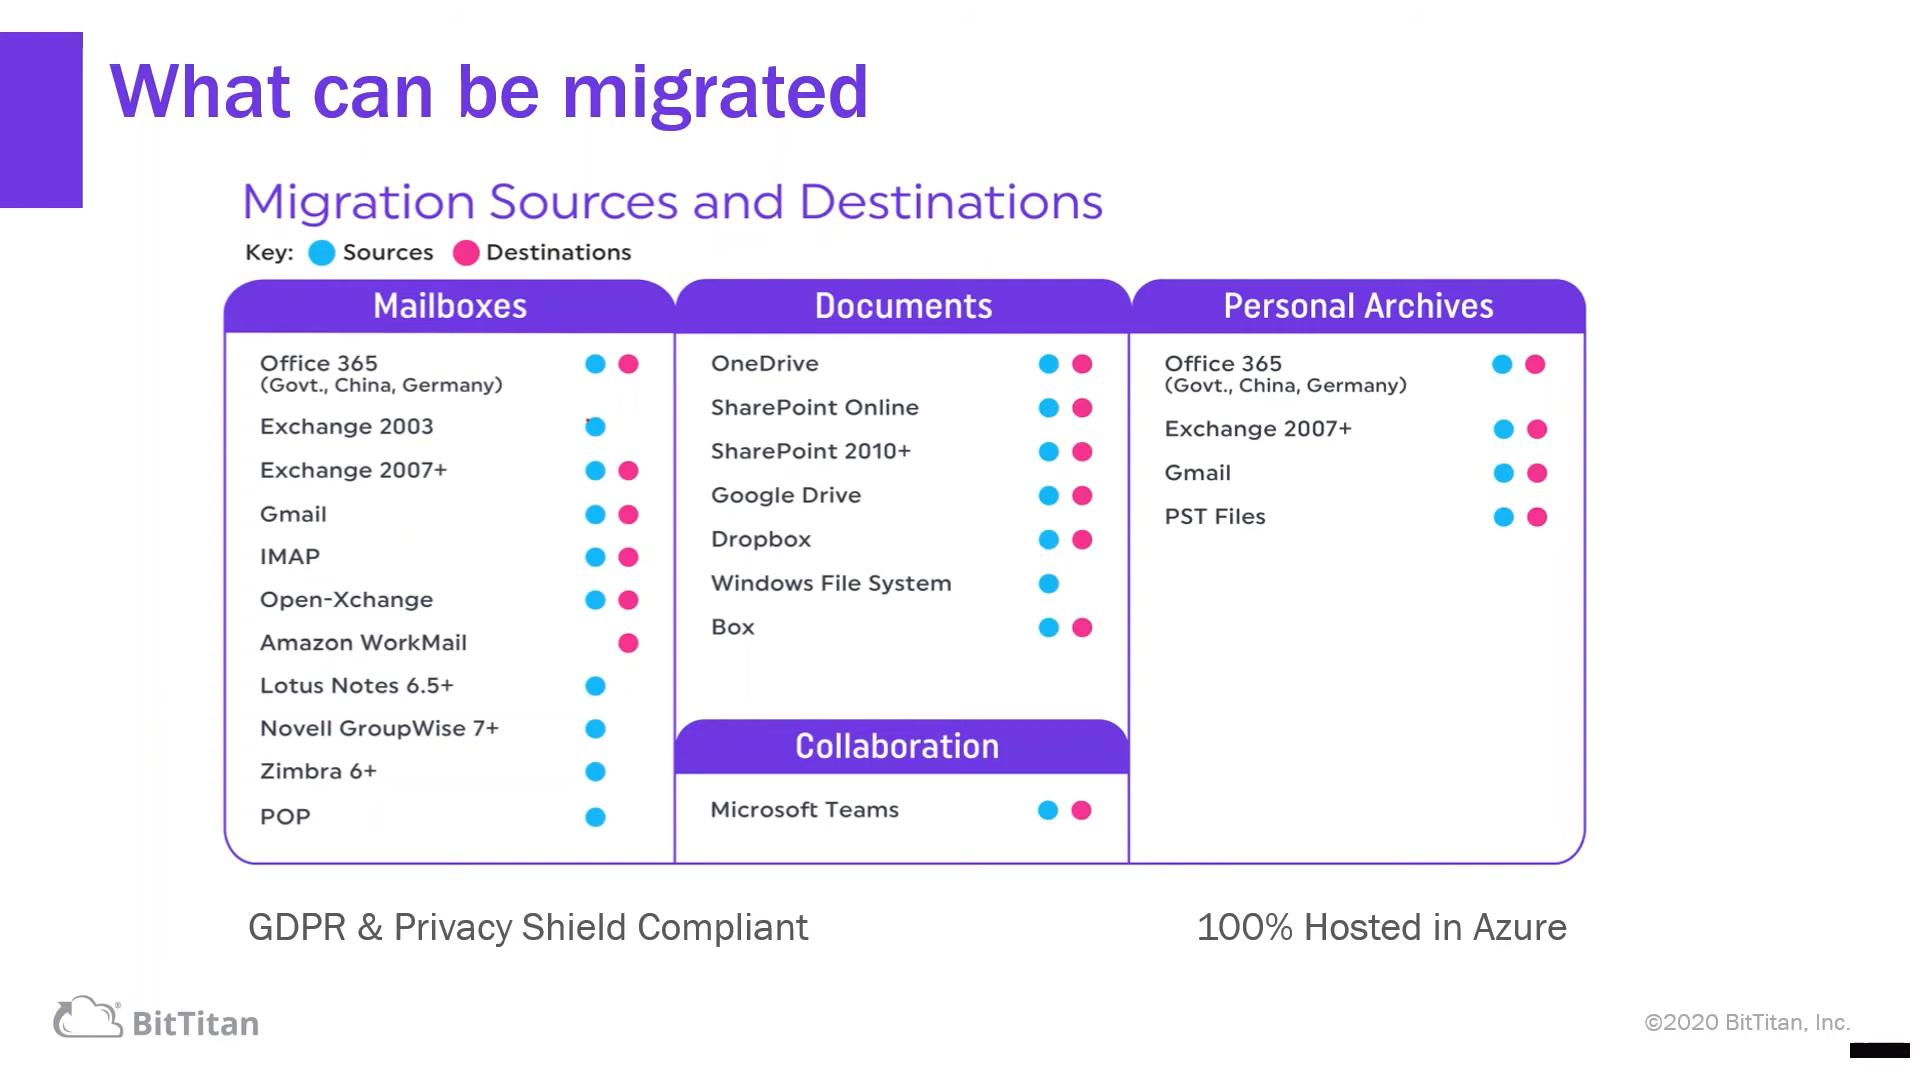 What can be migrated
Migration Sources and Destinations
Key: Sources Destinations
Mailboxes
Office 365
(Govt., China, Germany)
Exchange 2003
Exchange 2007+
Gmail
IMAP
Open-Xchange
Amazon WorkMail
Lotus Notes 6.5+
Novell GroupWise 7+
Zimbra 6+
POP
Documents
OneDrive
SharePoint Online
SharePoint 2010+
Google Drive
Dropbox
Windows File System
Box
Collaboration
Microsoft Teams
Personal Archives
Office 365
(Govt., China, Germany)
Exchange 2007+
Gmail
PST Files
GDPR & Privacy Shield Compliant
100% Hosted in Azure
BitTitan
©2020 BitTitan, Inc.